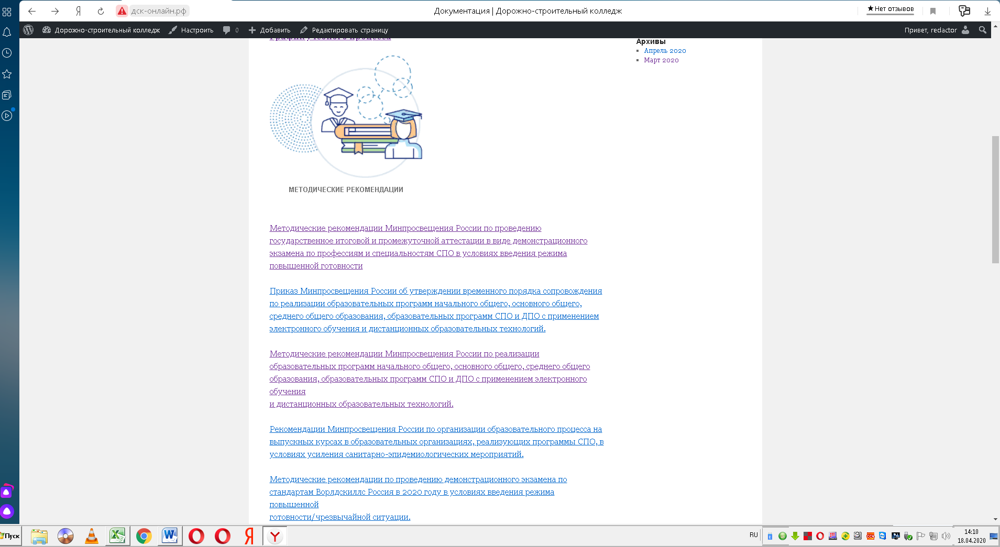 дск-онлайн.рф
Документация | Дорожно-строительный колледж
★Нет отзывов
Дорожно-строительный колледж
Настроить
0
Добавить
Редактировать страницу
Привет, redactor
График учебного процесса
Архивы
Апрель 2020
Март 2020
МЕТОДИЧЕСКИЕ РЕКОМЕНДАЦИИ
Методические рекомендации Минпросвещения России по проведению
государственное итоговой и промежуточной аттестации в виде демонстрационного
экзамена по профессиям и специальностям СПО в условиях введения режима
повышенной готовности
Приказ Минпросвещения России об утверждении временного порядка сопровождения
по реализации образовательных программ начального общего, основного общего,
среднего общего образования, образовательных программ СПО и ДПО с применением
электронного обучения и дистанционных образовательных технологий.
Методические рекомендации Минпросвещения России по реализации
образовательных программ начального общего, основного общего, среднего общего
образования, образовательных программ СПО и ДПО с применением электронного
обучения
и дистанционных образовательных технологий.
Рекомендации Минпросвещения России по организации образовательного процесса на
выпускных курсах в образовательных организациях, реализующих программы СПО, в
условиях усиления санитарно-эпидемиологических мероприятий.
Методические рекомендации по проведению демонстрационного экзамена по
стандартам Ворлдскиллс Россия в 2020 году в условиях введения режима
повышенной
готовности/чрезвычайной ситуации.
Пуск
RU
14:10
18.04.2020